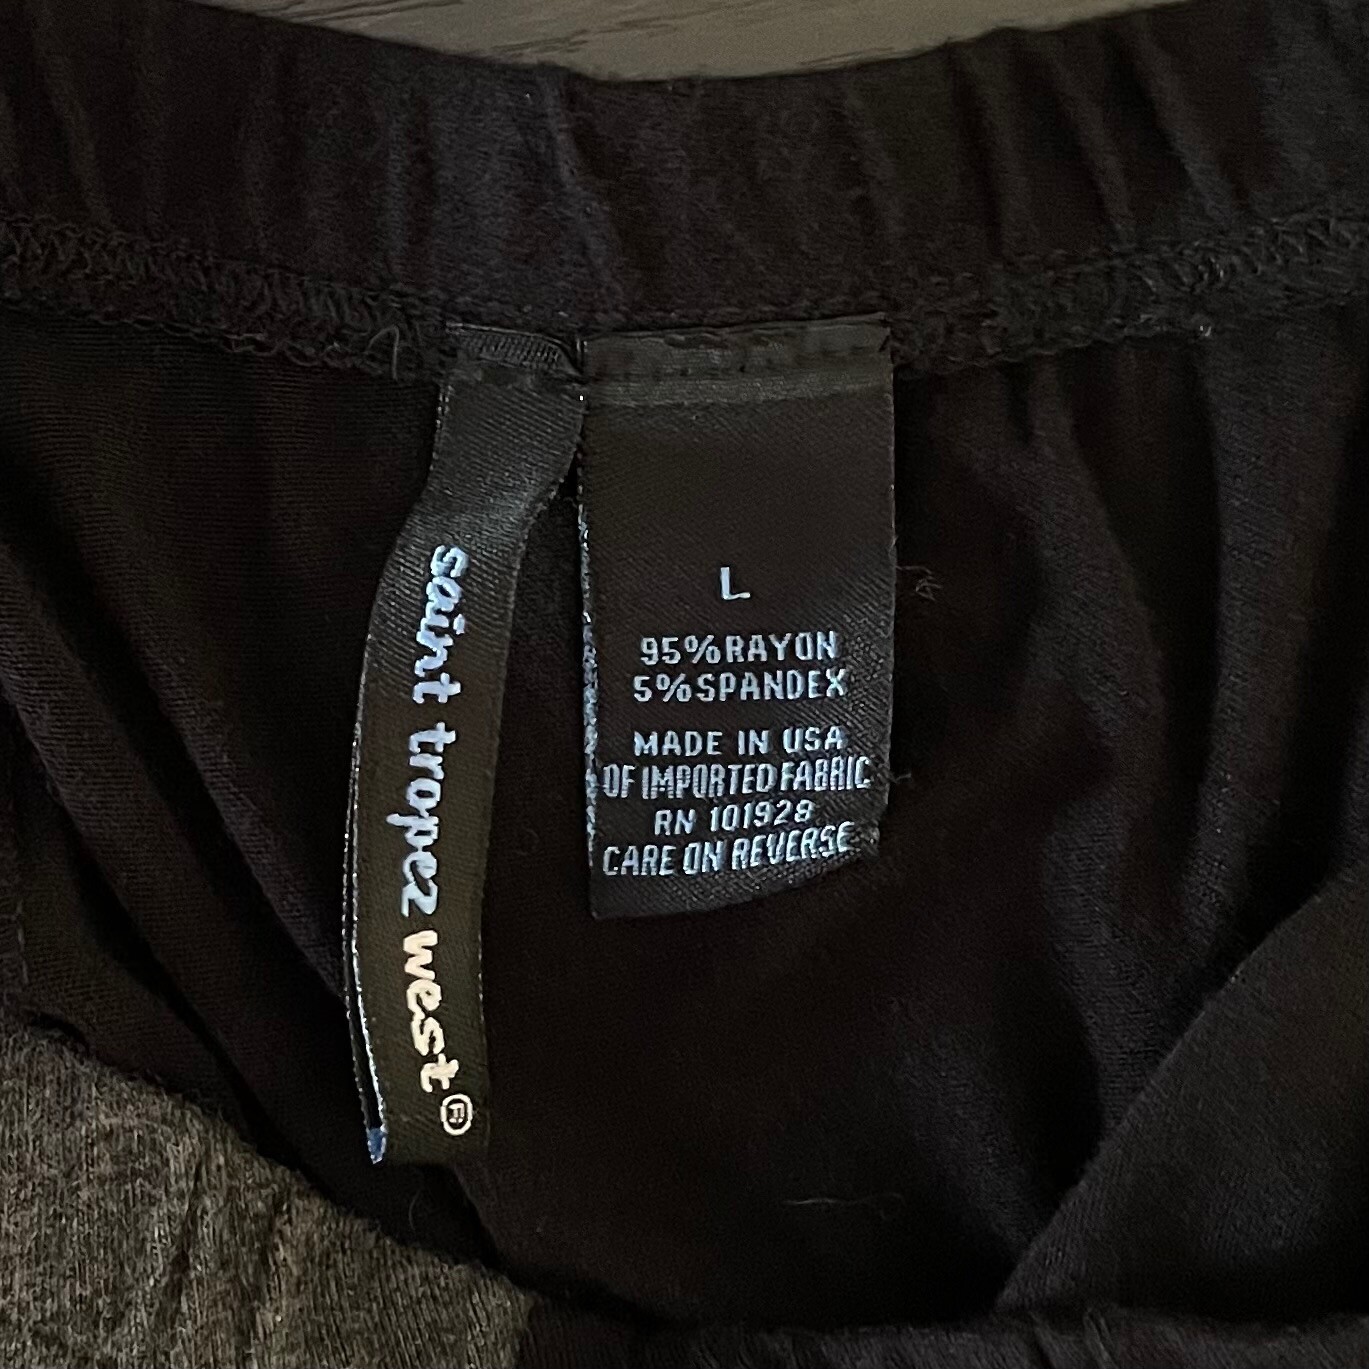 saint tropez west®
L
95%RAYON
5%SPANDEX
MADE IN USA
OF IMPORTED FABRIC
RN 101928
CARE ON REVERSE